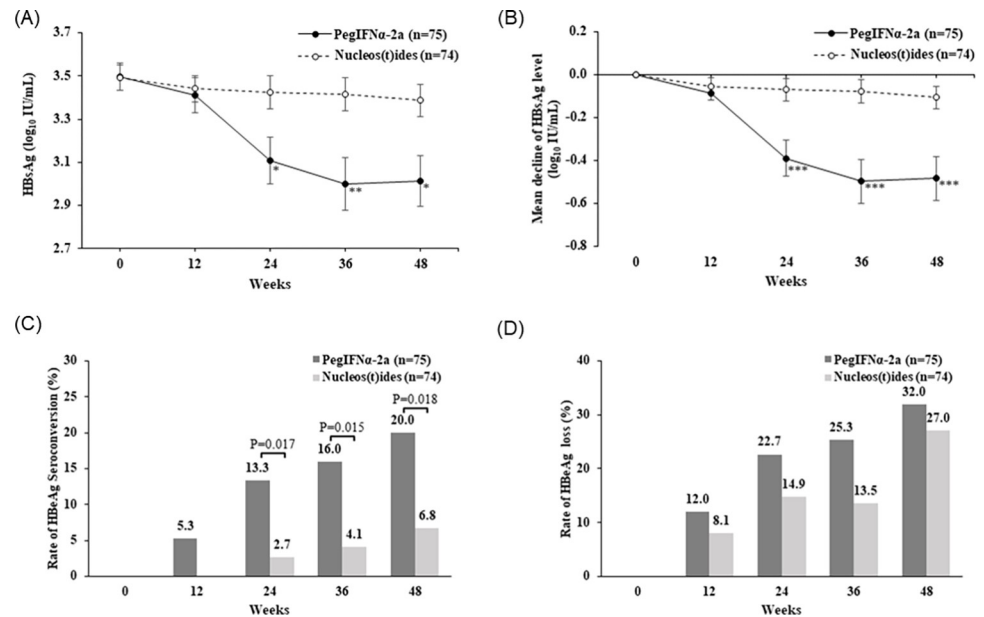 (A)
3.7
3.5
3.3
3.1
2.9
2.7
HBsAg (log10 IU/mL)
PegIFNα-2a (n=75)
Nucleos(t)ides (n=74)
*
**
*
0 12 24 36 48
Weeks
(B)
0.2
0.0
-0.2
-0.4
-0.6
-0.8
Mean decline of HBsAg level
(log10 IU/mL)
PegIFNα-2a (n=75)
Nucleos(t)ides (n=74)
***
***
***
0 12 24 36 48
Weeks
(C)
30
25
20
15
10
5
0
Rate of HBeAg Seroconversion (%)
PegIFNα-2a (n=75)
Nucleos(t)ides (n=74)
P=0.017
P=0.015
P=0.018
5.3
13.3
2.7
16.0
4.1
20.0
6.8
0 12 24 36 48
Weeks
(D)
40
30
20
10
0
Rate of HBeAg loss (%)
PegIFNα-2a (n=75)
Nucleos(t)ides (n=74)
12.0
8.1
22.7
14.9
25.3
13.5
32.0
27.0
0 12 24 36 48
Weeks